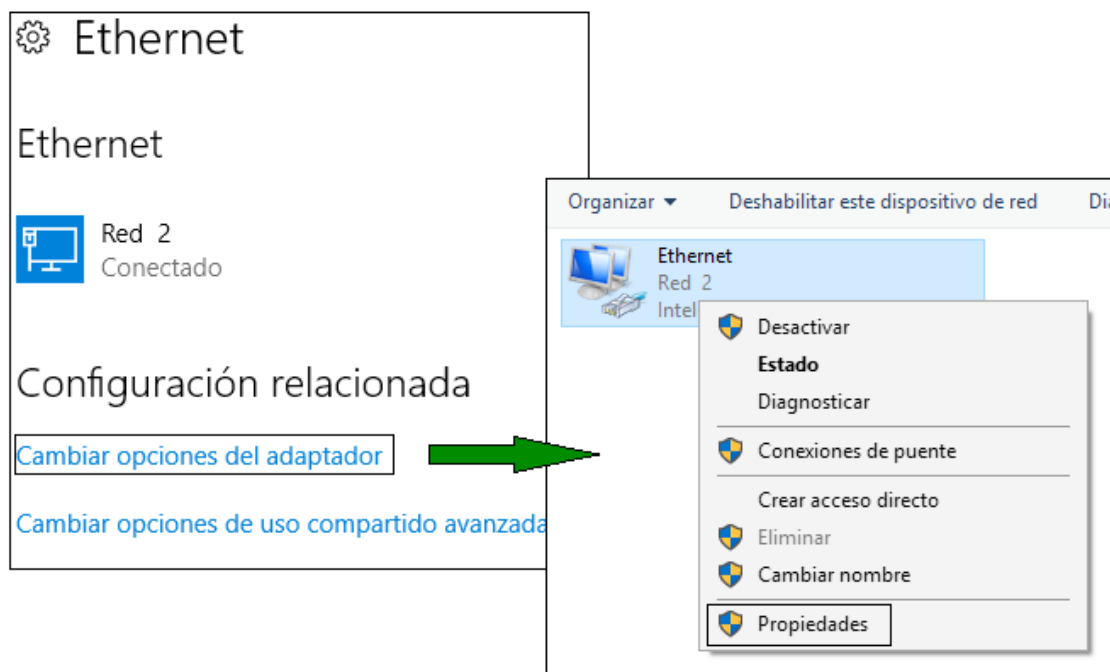 Ethernet
Ethernet
Red 2
Conectado
Configuración relacionada
Cambiar opciones del adaptador
Cambiar opciones de uso compartido avanzada
Organizar
Deshabilitar este dispositivo de red
Ethernet
Red 2
Intel
Desactivar
Estado
Diagnosticar
Conexiones de puente
Crear acceso directo
Eliminar
Cambiar nombre
Propiedades